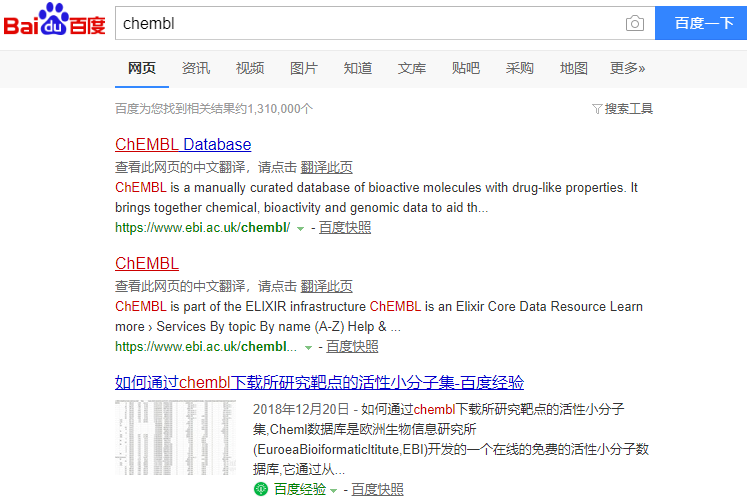 Bai du 百度 chembl 百度一下
网页 资讯 视频 图片 知道 文库 贴吧 采购 地图 更多»
百度为您找到相关结果约1,310,000个 搜索工具
ChEMBL Database
查看此网页的中文翻译，请点击 翻译此页
ChEMBL is a manually curated database of bioactive molecules with drug-like properties. It
brings together chemical, bioactivity and genomic data to aid th...
https://www.ebi.ac.uk/chembl/ - 百度快照
ChEMBL
查看此网页的中文翻译，请点击 翻译此页
ChEMBL is part of the ELIXIR infrastructure ChEMBL is an Elixir Core Data Resource Learn
more › Services By topic By name (A-Z) Help & ...
https://www.ebi.ac.uk/chembl... - 百度快照
如何通过chembl下载所研究靶点的活性小分子集-百度经验
2018年12月20日 - 如何通过chembl下载所研究靶点的活性小分子
集,Cheml数据库是欧洲生物信息研究所
(EuroeaBioiformaticItitute,EBI)开发的一个在线的免费的活性小分子数
据库,它通过从...
百度经验 - 百度快照